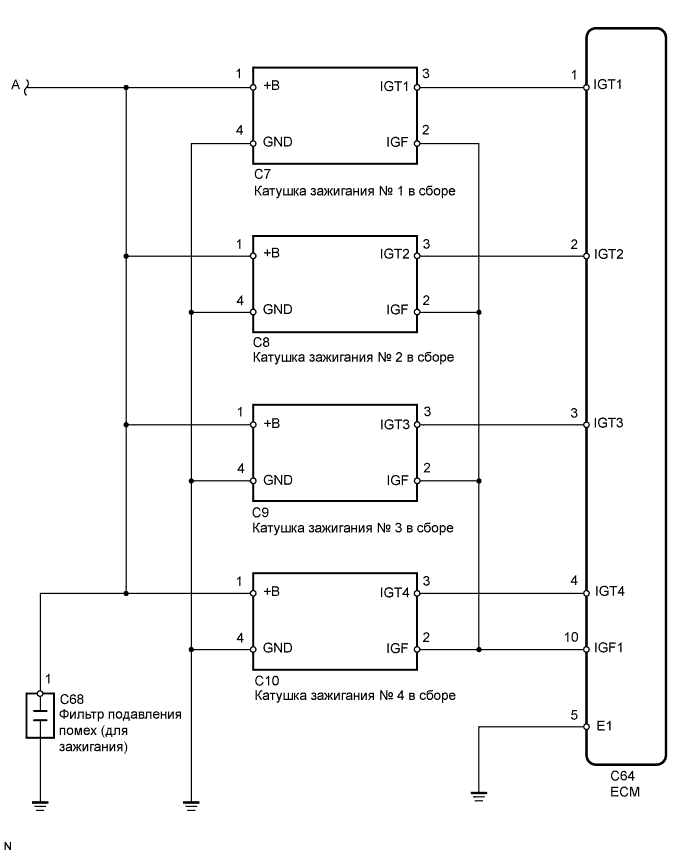 A
1
+B
IGT1
3
1
IGT1
4
GND
IGF
2
C7
Катушка зажигания № 1 в сборе
1
+B
IGT2
3
2
IGT2
4
GND
IGF
2
C8
Катушка зажигания № 2 в сборе
1
+B
IGT3
3
3
IGT3
4
GND
IGF
2
C9
Катушка зажигания № 3 в сборе
1
+B
IGT4
3
4
IGT4
4
GND
IGF
2
10
IGF1
C10
Катушка зажигания № 4 в сборе
1
C68
Фильтр подавления
помех (для
зажигания)
5
E1
C64
ECM
N